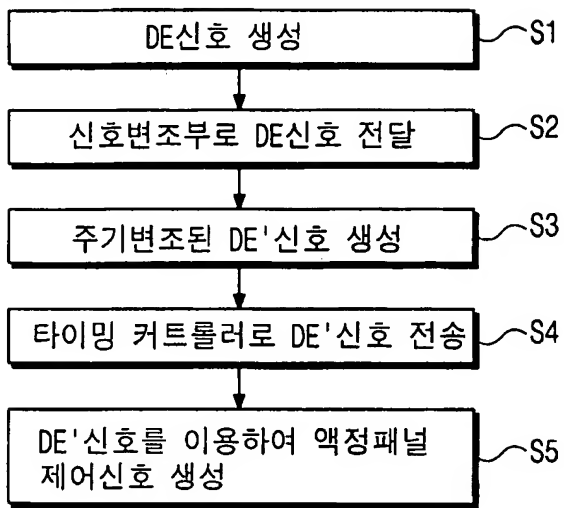 DE신호 생성 S1
신호변조부로 DE신호 전달 S2
주기변조된 DE'신호 생성 S3
타이밍 커트롤러로 DE'신호 전송 S4
DE'신호를 이용하여 액정패널 S5
제어신호 생성